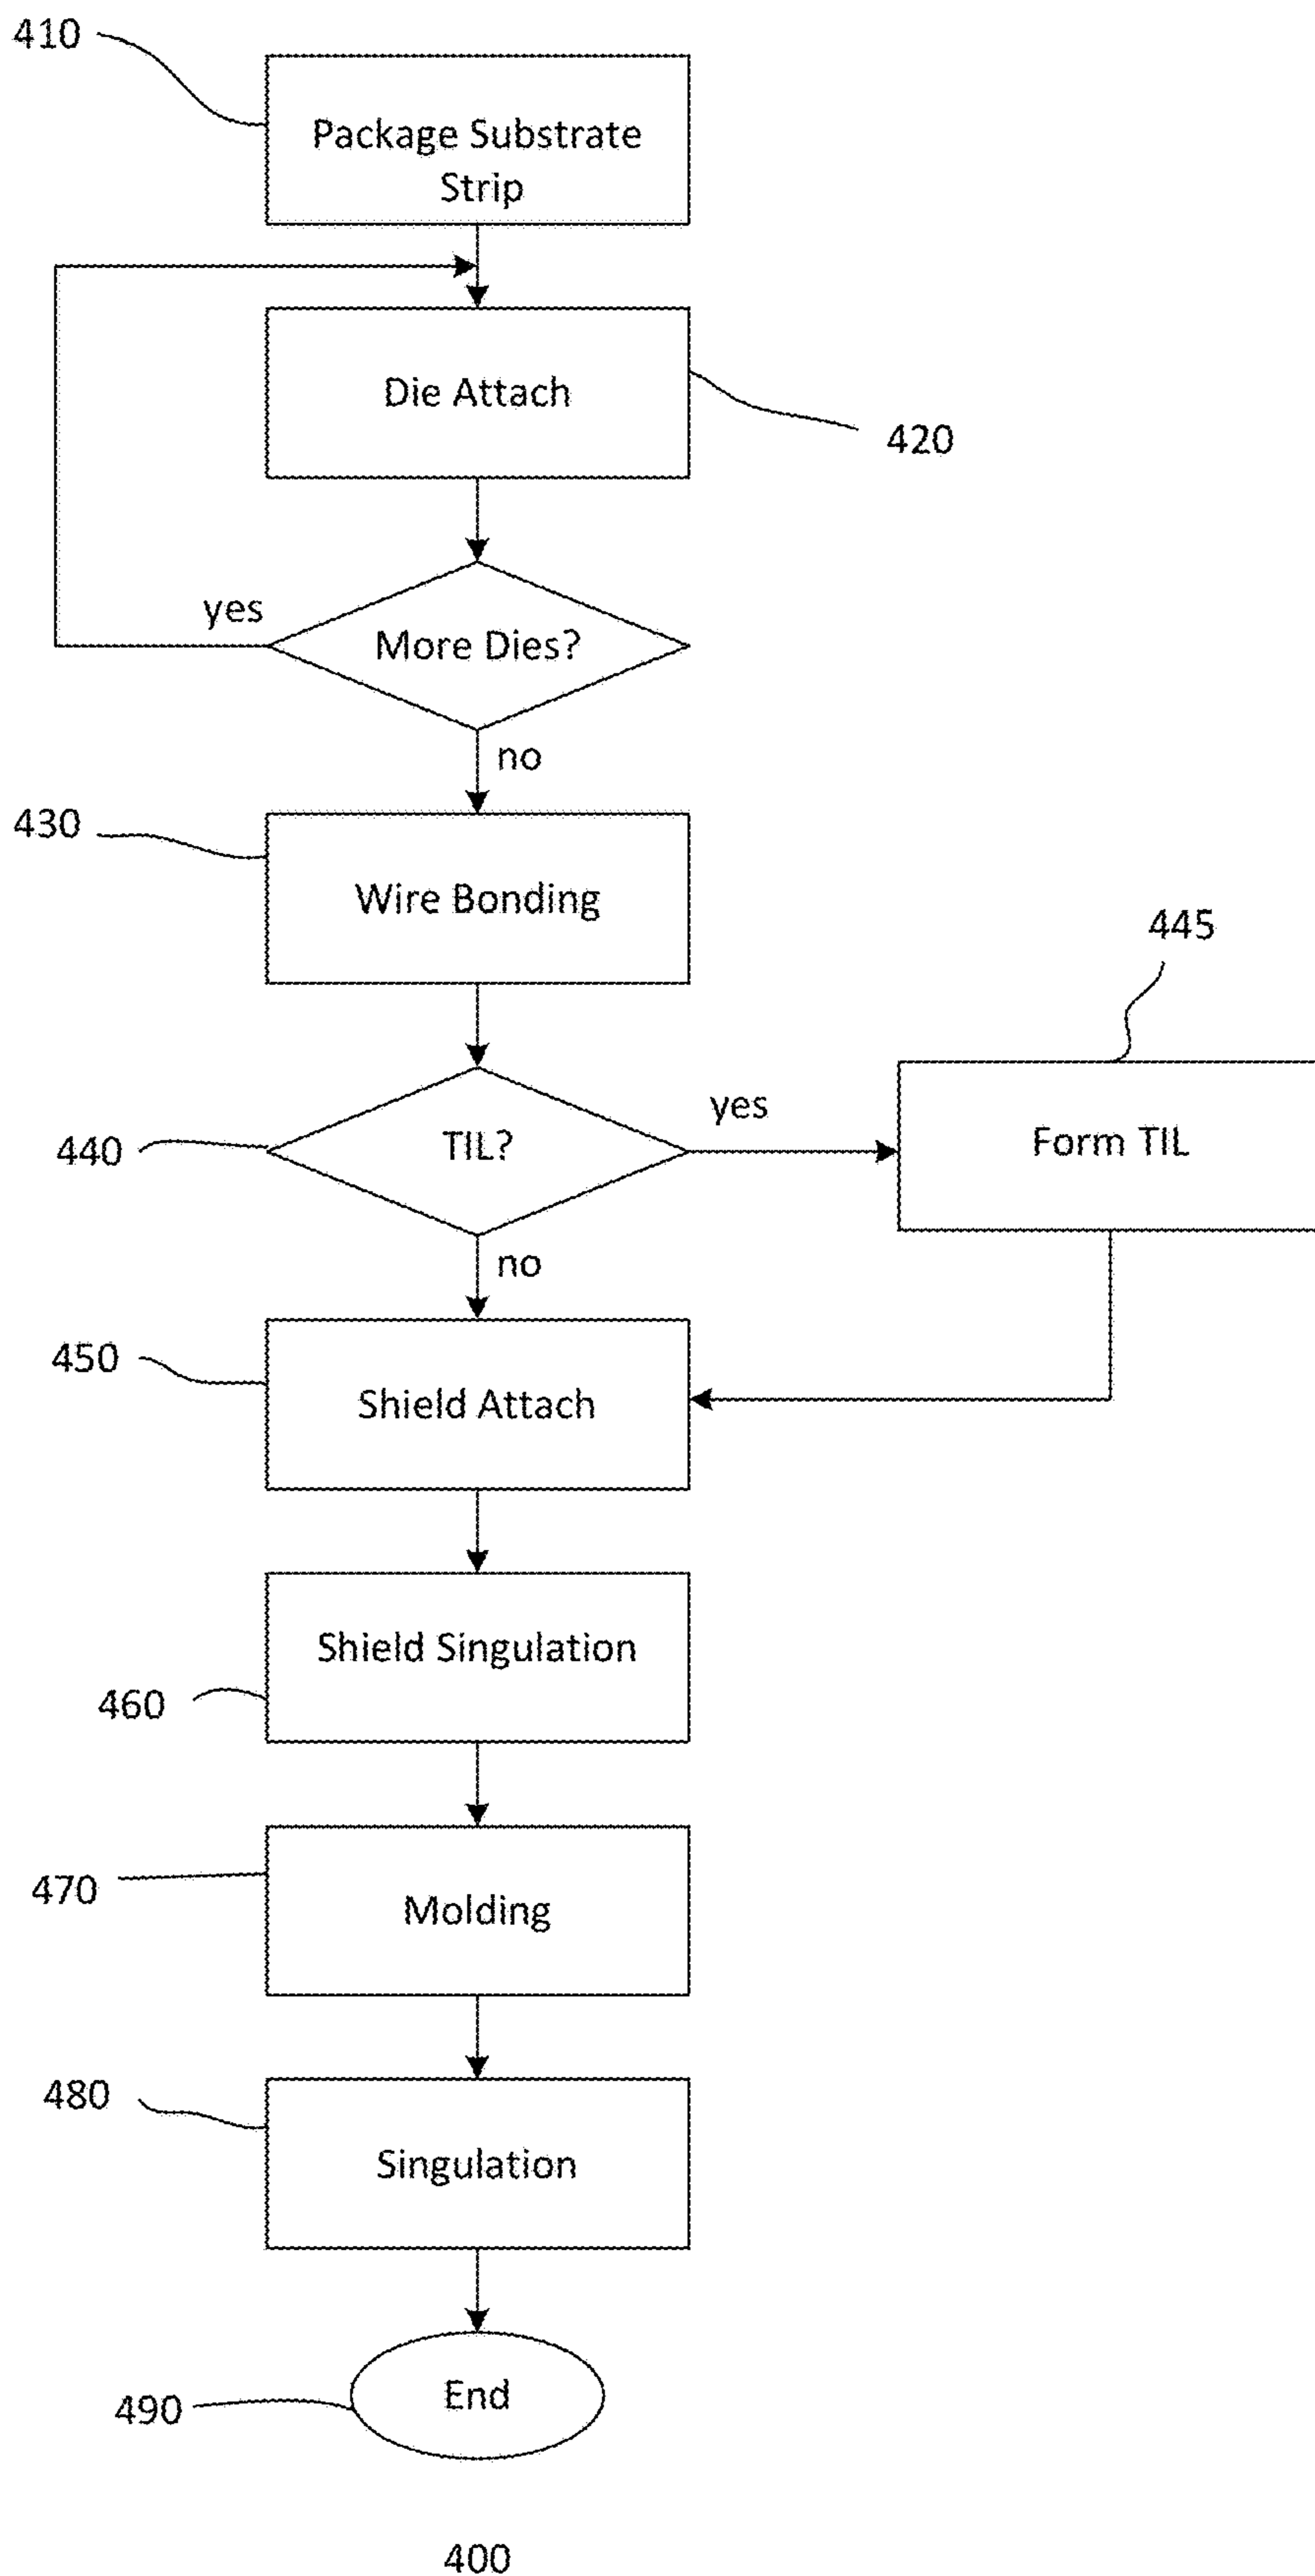 410
Package Substrate
Strip
Die Attach
420
yes
More Dies?
no
430
Wire Bonding
445
yes
440
TIL?
Form TIL
no
450
Shield Attach
Shield Singulation
460
470
Molding
480
Singulation
End
490
400